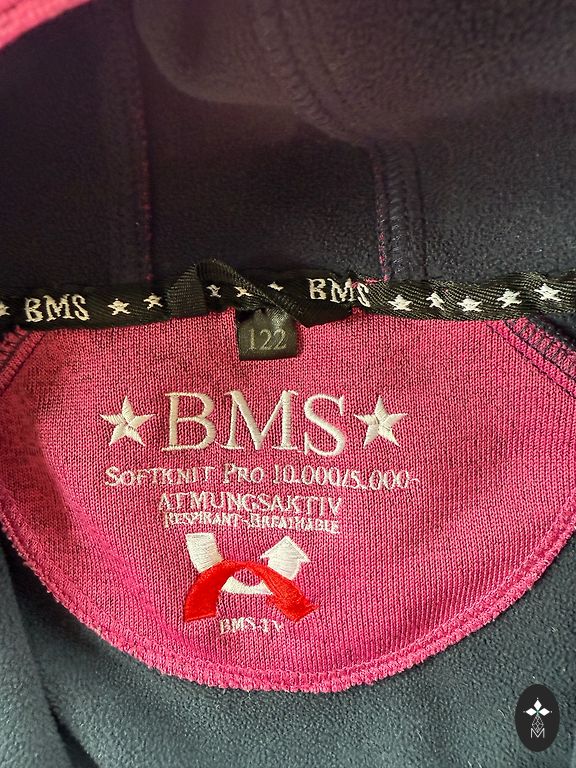 BMS BMS
122
BMS
SOFTKNIT PRO 10.000/5.000-
ATMUNGSAKTIV
RESPIRANT-BREATHABLE
BMS-TV
M